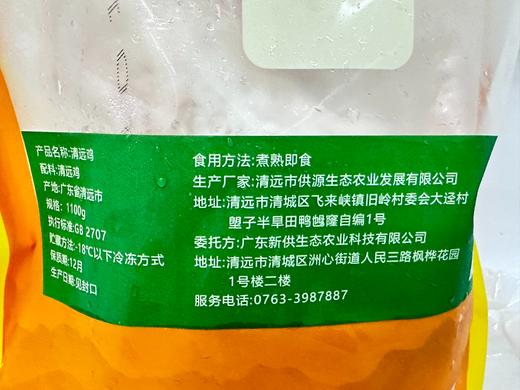 产品名称:清远鸡
配料:清远鸡
产地:广东省清远市
规格: 1100g
执行标准:GB 2707
贮藏方法:-18℃以下冷冻方式
保质期:12月
生产日期:见封口
食用方法:煮熟即食
生产厂家:清远市供源生态农业发展有限公司
地址:清远市清城区飞来峡镇旧岭村委会大迳村
塱子半旱田鸭乸窿自编1号
委托方:广东新供生态农业科技有限公司
地址:清远市清城区洲心街道人民三路枫桦花园
1号楼二楼
服务电话:0763-3987887